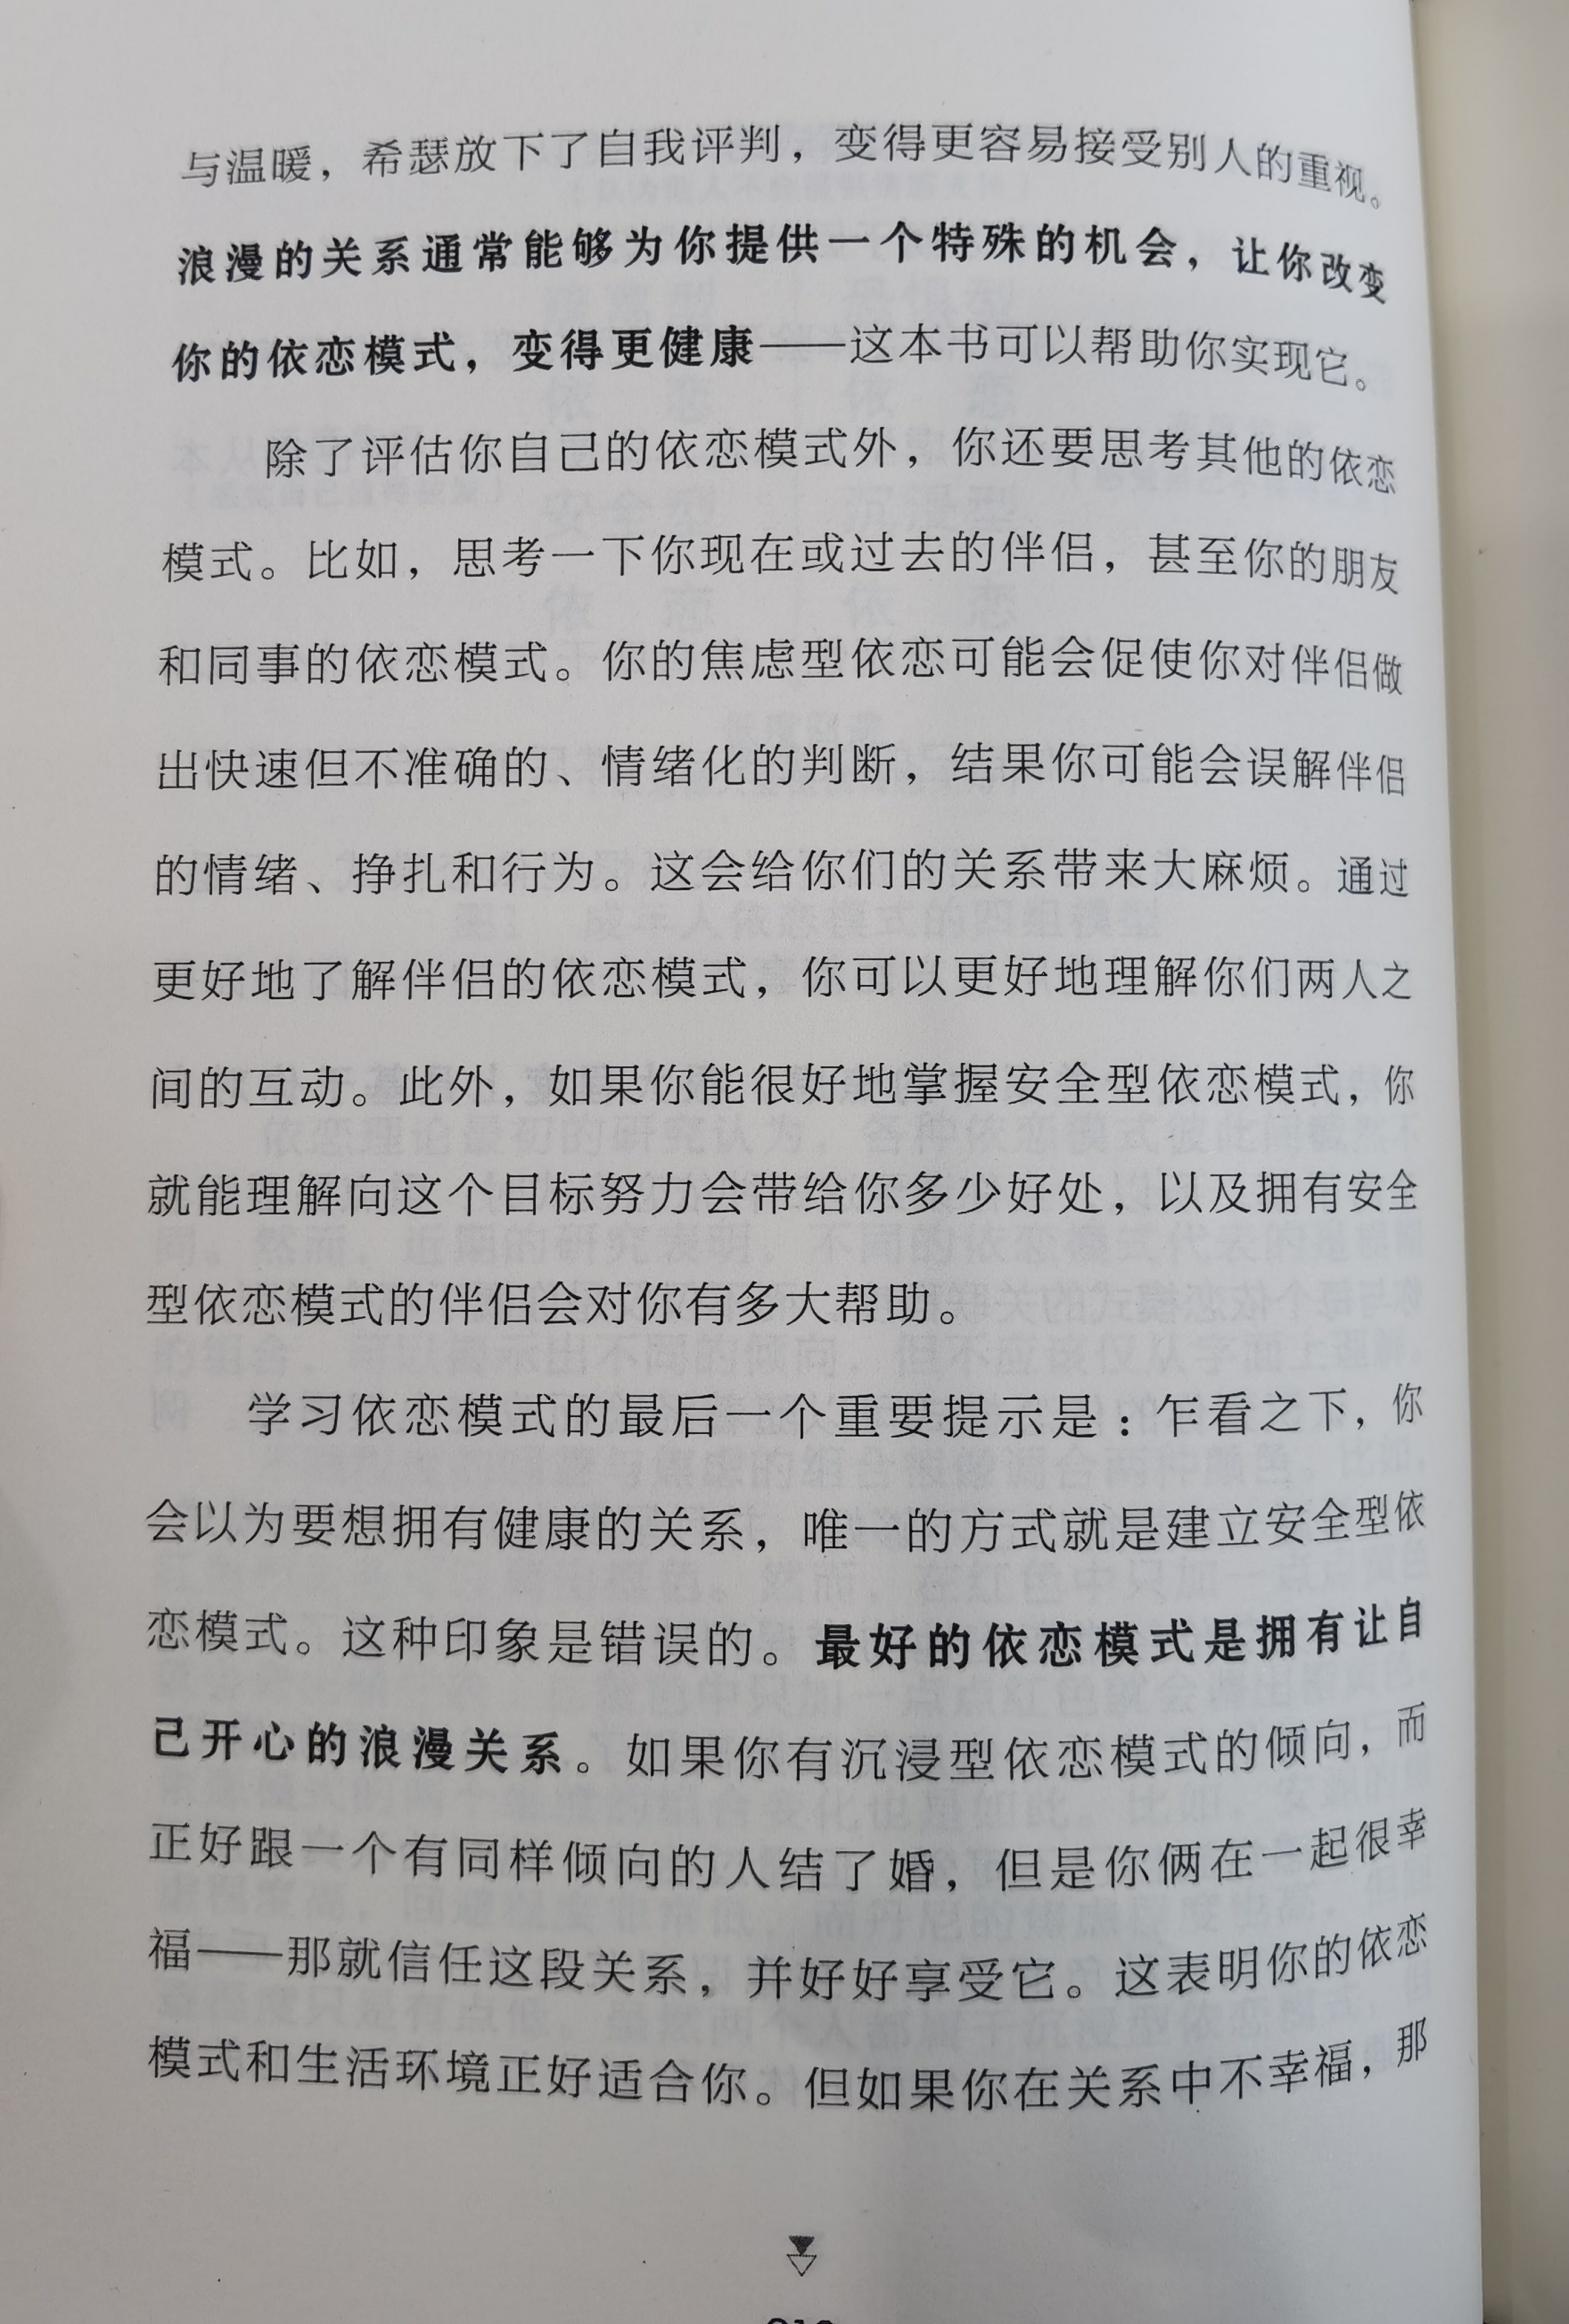 与温暖，希瑟放下了自我评判，变得更容易接受别人的重视。
浪漫的关系通常能够为你提供一个特殊的机会，让你改变
你的依恋模式，变得更健康——这本书可以帮助你实现它。
除了评估你自己的依恋模式外，你还要思考其他的依恋
模式。比如，思考一下你现在或过去的伴侣，甚至你的朋友
和同事的依恋模式。你的焦虑型依恋可能会促使你对伴侣做
出快速但不准确的、情绪化的判断，结果你可能会误解伴侣
的情绪、挣扎和行为。这会给你们的关系带来大麻烦。通过
更好地了解伴侣的依恋模式，你可以更好地理解你们两人之
间的互动。此外，如果你能很好地掌握安全型依恋模式，你
就能理解向这个目标努力会带给你多少好处，以及拥有安全
型依恋模式的伴侣会对你有多大帮助。
学习依恋模式的最后一个重要提示是：乍看之下，你
会以为要想拥有健康的关系，唯一的方式就是建立安全型依
恋模式。这种印象是错误的。最好的依恋模式是拥有让自
己开心的浪漫关系。如果你有沉浸型依恋模式的倾向，而
正好跟一个有同样倾向的人结了婚，但是你俩在一起很幸
福——那就信任这段关系，并好好享受它。这表明你的依恋
模式和生活环境正好适合你。但如果你在关系中不幸福，那